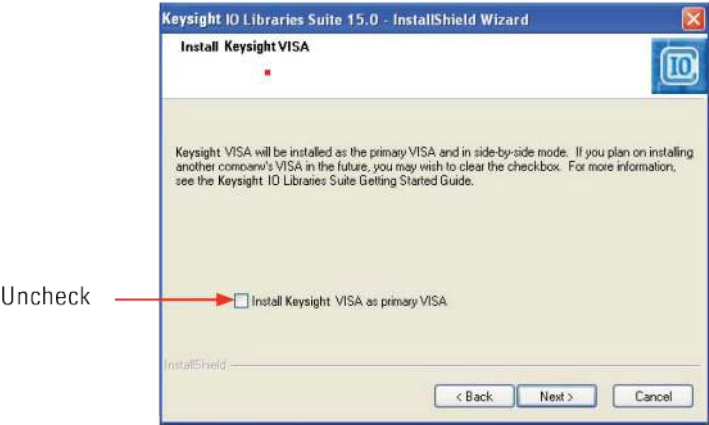 Keysight IO Libraries Suite 15.0 - InstallShield Wizard
Install Keysight VISA
IO
Keysight VISA will be installed as the primary VISA and in side-by-side mode. If you plan on installing
another company's VISA in the future, you may wish to clear the checkbox. For more information,
see the Keysight IO Libraries Suite Getting Started Guide.
Uncheck
Install Keysight VISA as primary VISA
InstallShield
< Back Next > Cancel